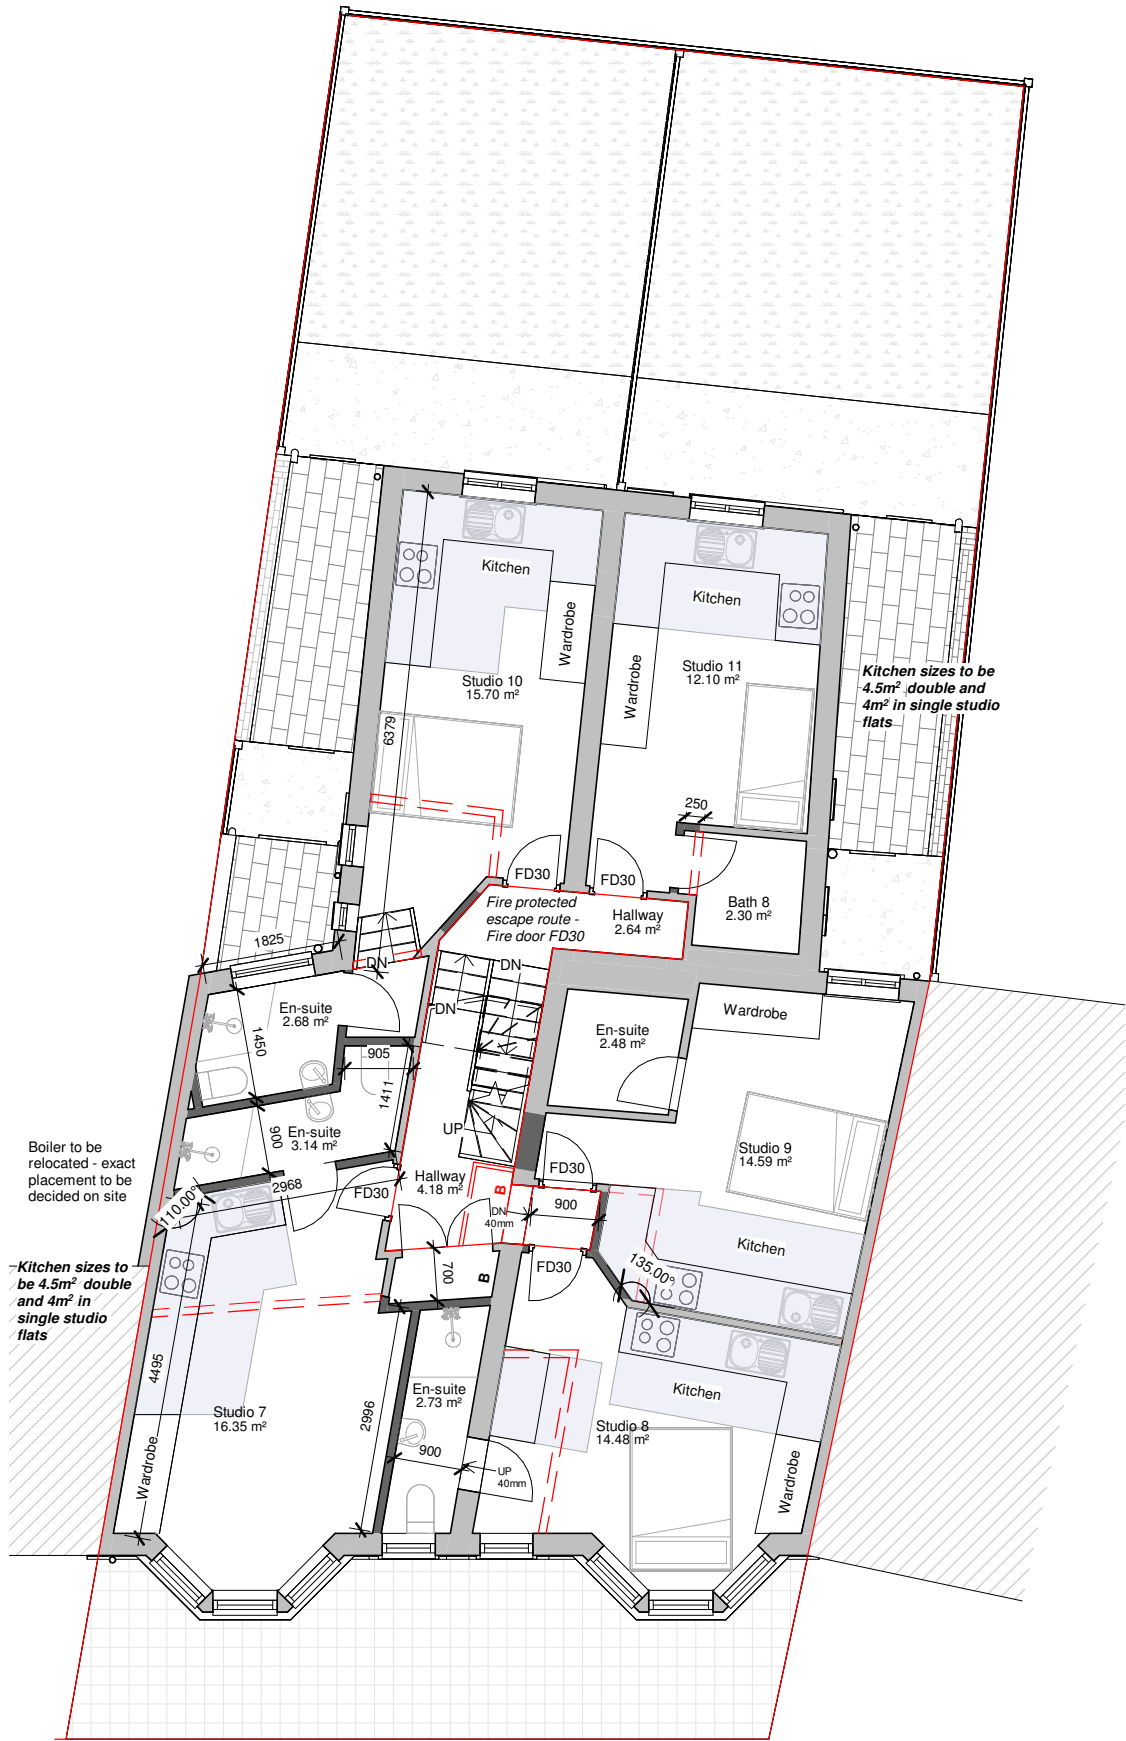 Kitchen
Kitchen
Wardrobe
Wardrobe
Studio 10
15.70 m²
Studio 11
12.10 m²
Kitchen sizes to be
4.5m² double and
4m² in single studio
flats
6379
250
FD30
FD30
Fire protected
escape route -
Fire door FD30
Hallway
2.64 m²
Bath 8
2.30 m²
1825
DN
DN
DN
En-suite
2.68 m²
1450
905
1411
En-suite
2.48 m²
Wardrobe
900
En-suite
3.14 m²
UP
Boiler to be
relocated - exact
placement to be
decided on site
Studio 9
14.59 m²
FD30
2968
FD30
Hallway
4.18 m²
B
900
DN
40mm
110.00°
Kitchen
FD30
135.00°
700
B
Kitchen sizes to
be 4.5m² double
and 4m² in
single studio
flats
4495
En-suite
2.73 m²
Kitchen
2996
Studio 7
16.35 m²
Studio 8
14.48 m²
900
UP
40mm
Wardrobe
Wardrobe